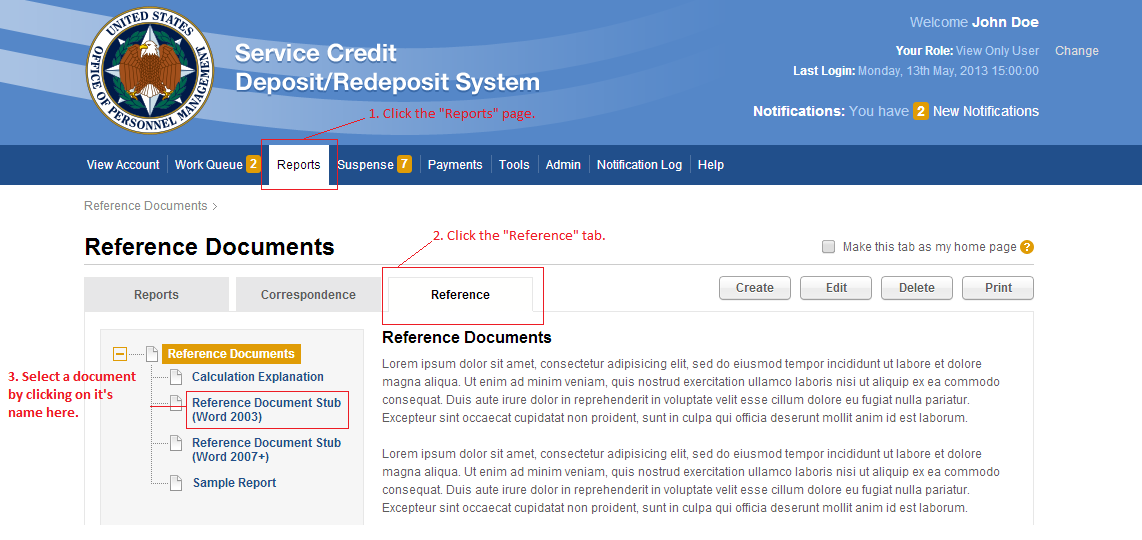 UNITED STATES
OFFICE OF PERSONNEL MANAGEMENT
Service Credit
Deposit/Redeposit System
Welcome John Doe
Your Role: View Only User Change
Last Login: Monday, 13th May, 2013 15:00:00
1. Click the "Reports" page.
Notifications: You have 2 New Notifications
View Account Work Queue 2 Reports Suspense 7 Payments Tools Admin Notification Log Help
Reference Documents >
2. Click the "Reference" tab.
Reference Documents
Make this tab as my home page ?
Reports Correspondence Reference
Create Edit Delete Print
Reference Documents
3. Select a document
by clicking on it's
name here.
Calculation Explanation
Reference Document Stub
(Word 2003)
Reference Document Stub
(Word 2007+)
Sample Report
Reference Documents
Lorem ipsum dolor sit amet, consectetur adipisicing elit, sed do eiusmod tempor incididunt ut labore et dolore
magna aliqua. Ut enim ad minim veniam, quis nostrud exercitation ullamco laboris nisi ut aliquip ex ea commodo
consequat. Duis aute irure dolor in reprehenderit in voluptate velit esse cillum dolore eu fugiat nulla pariatur.
Excepteur sint occaecat cupidatat non proident, sunt in culpa qui officia deserunt mollit anim id est laborum.
Lorem ipsum dolor sit amet, consectetur adipisicing elit, sed do eiusmod tempor incididunt ut labore et dolore
magna aliqua. Ut enim ad minim veniam, quis nostrud exercitation ullamco laboris nisi ut aliquip ex ea commodo
consequat. Duis aute irure dolor in reprehenderit in voluptate velit esse cillum dolore eu fugiat nulla pariatur.
Excepteur sint occaecat cupidatat non proident, sunt in culpa qui officia deserunt mollit anim id est laborum.